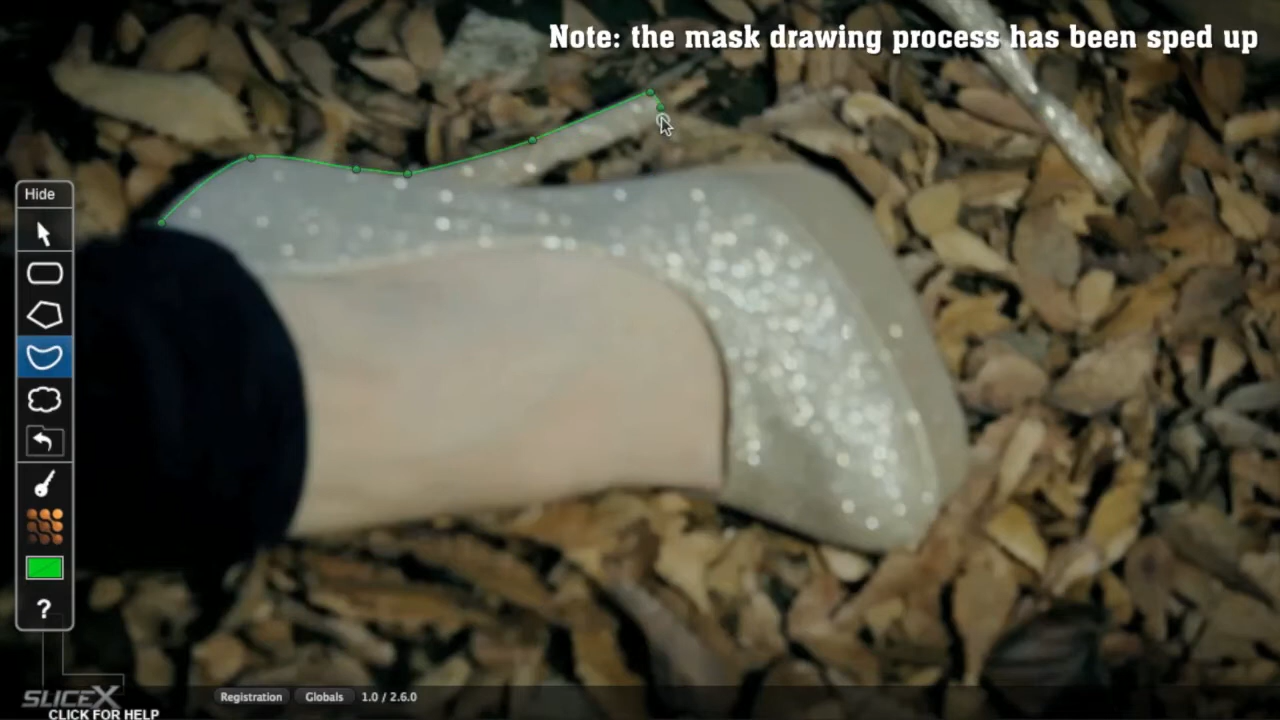 Note: the mask drawing process has been sped up
Hide
?
Registration
Globals
1.0 / 2.6.0
SLICEX
CLICK FOR HELP